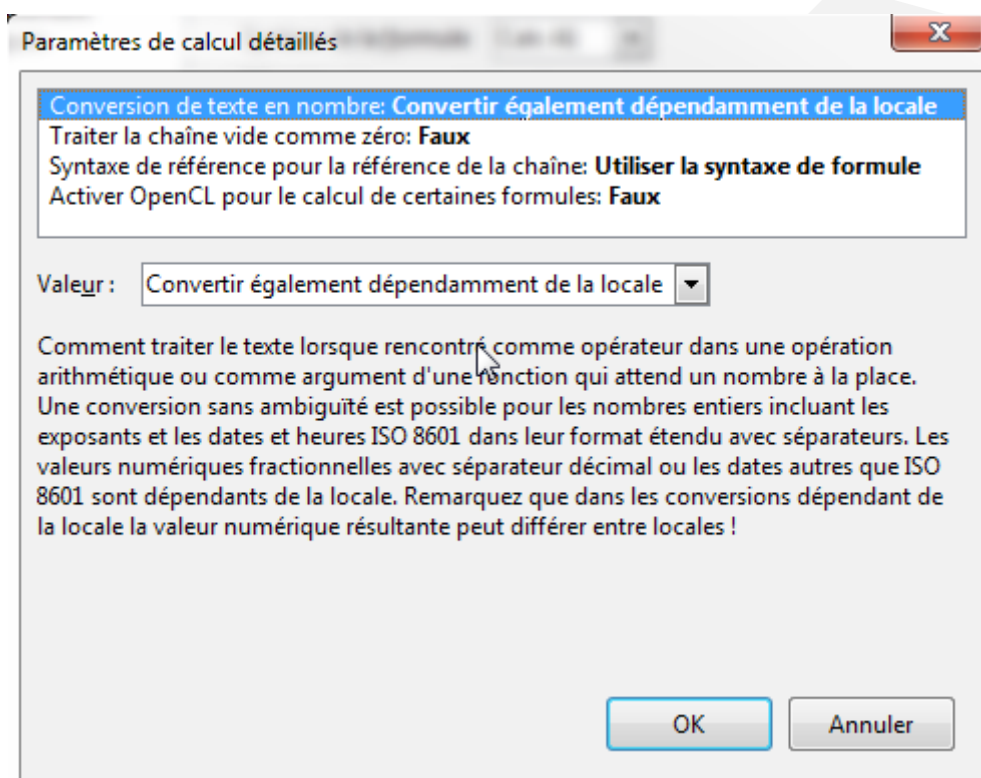 Paramètres de calcul détaillés
Conversion de texte en nombre: Convertir également dépendamment de la locale
Traiter la chaîne vide comme zéro: Faux
Syntaxe de référence pour la référence de la chaîne: Utiliser la syntaxe de formule
Activer OpenCL pour le calcul de certaines formules: Faux
Valeur : Convertir également dépendamment de la locale
Comment traiter le texte lorsque rencontré comme opérateur dans une opération
arithmétique ou comme argument d'une fonction qui attend un nombre à la place.
Une conversion sans ambiguïté est possible pour les nombres entiers incluant les
exposants et les dates et heures ISO 8601 dans leur format étendu avec séparateurs. Les
valeurs numériques fractionnelles avec séparateur décimal ou les dates autres que ISO
8601 sont dépendants de la locale. Remarquez que dans les conversions dépendant de
la locale la valeur numérique résultante peut différer entre locales !
OK
Annuler